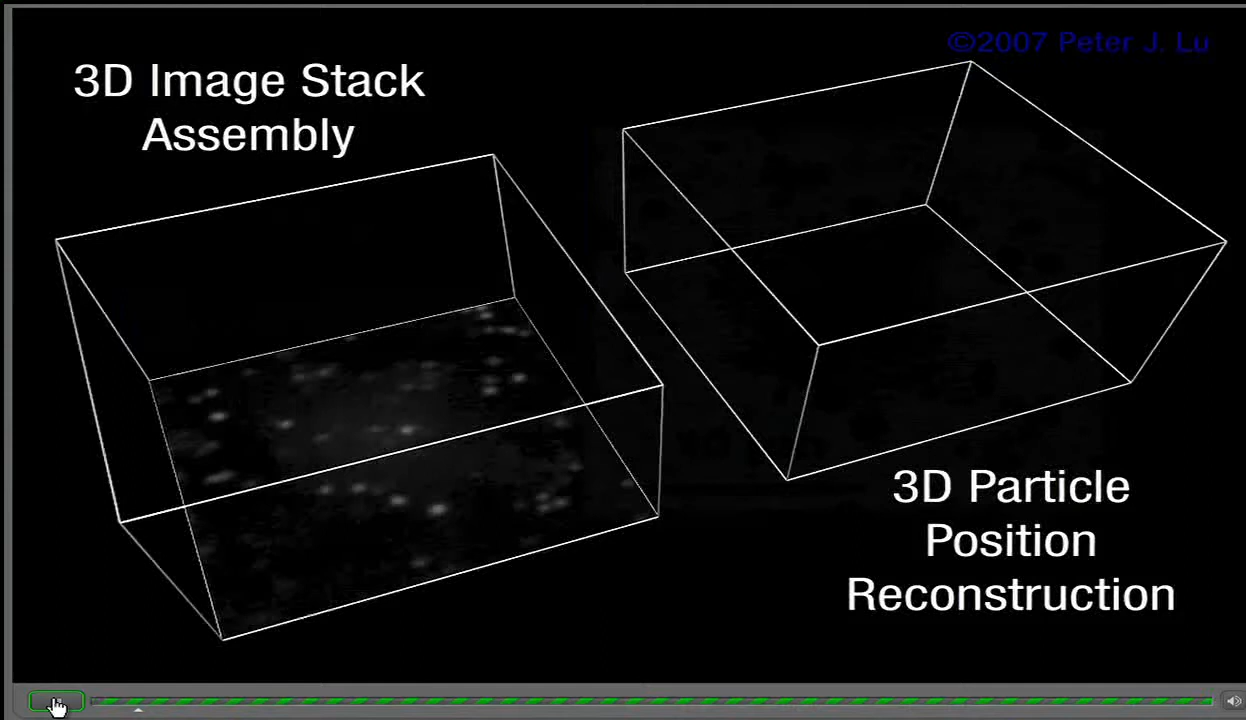 ©2007 Peter J. Lu
3D Image Stack
Assembly
3D Particle
Position
Reconstruction